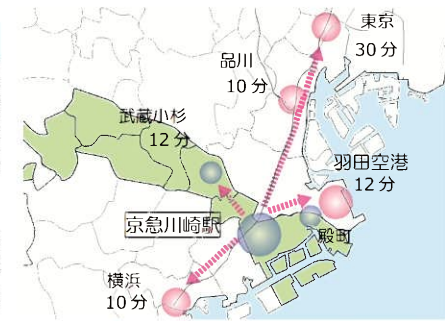 東京
30分
品川
10分
武蔵小杉
12分
羽田空港
12分
京急川崎駅
殿町
横浜
10分